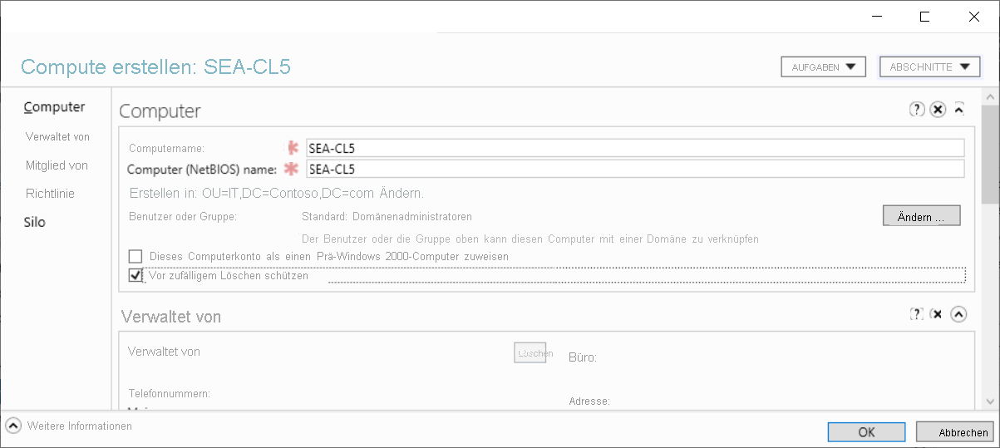 Compute erstellen: SEA-CL5
AUFGABEN
ABSCHNITTE
Computer
Verwaltet von
Mitglied von
Richtlinie
Silo
Computer
Computername: SEA-CL5
Computer (NetBIOS) name: SEA-CL5
Erstellen in: OU=IT,DC=Contoso,DC=com Ändern.
Benutzer oder Gruppe: Standard: Domänenadministratoren
Ändern ...
Der Benutzer oder die Gruppe oben kann diesen Computer mit einer Domäne zu verknüpfen
Dieses Computerkonto als einen Prä-Windows 2000-Computer zuweisen
Vor zufälligem Löschen schützen
Verwaltet von
Verwaltet von
Löschen
Büro:
Telefonnummern:
Adresse:
Weitere Informationen
OK
Abbrechen